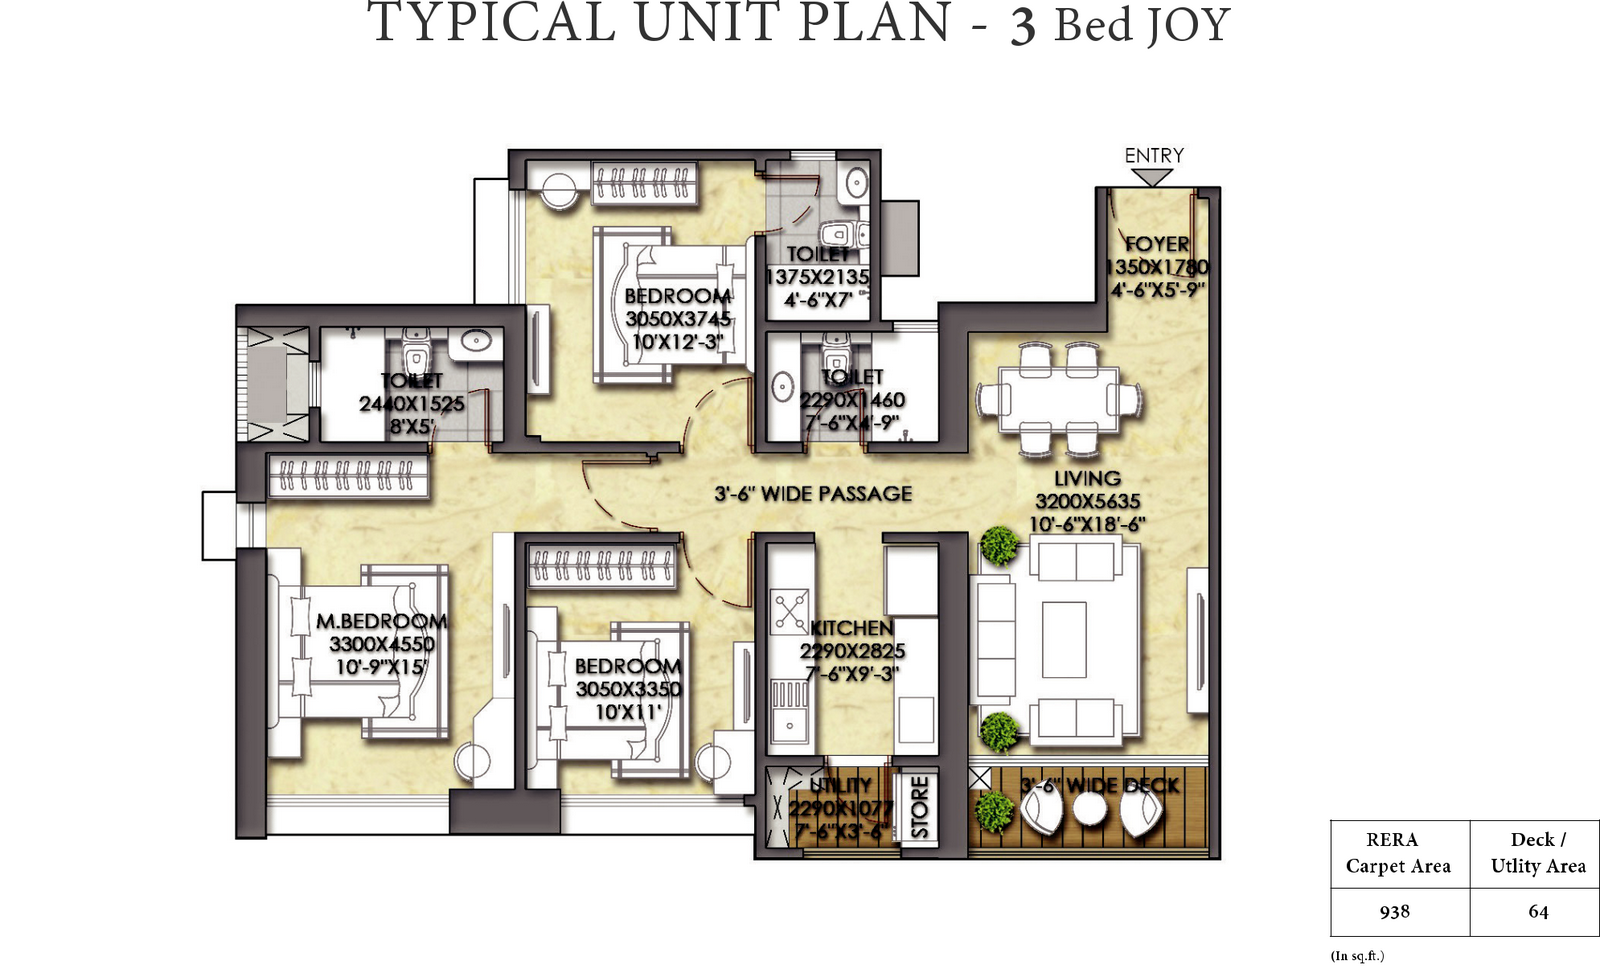 TYPICAL UNIT PLAN - 3 Bed JOY
ENTRY
FOYER
1350X1780
4'-6"X5'-9"
TOILET
1375X2135
4'-6"X7'
BEDROOM
3050X3745
10'X12'-3"
TOILET
2440X1525
8'X5'
TOILET
2290X1460
7'-6"X4'-9"
3'-6" WIDE PASSAGE
LIVING
3200X5635
10'-6"X18'-6"
M.BEDROOM
3300X4550
10'-9"X15'
BEDROOM
3050X3350
10'X11'
KITCHEN
2290X2825
7'-6"X9'-3"
UTILITY
2290X1077
7'-6"X3'-6"
STORE
3'-6" WIDE DECK
RERA
Carpet Area
Deck /
Utlity Area
938
64
(In sq.ft.)